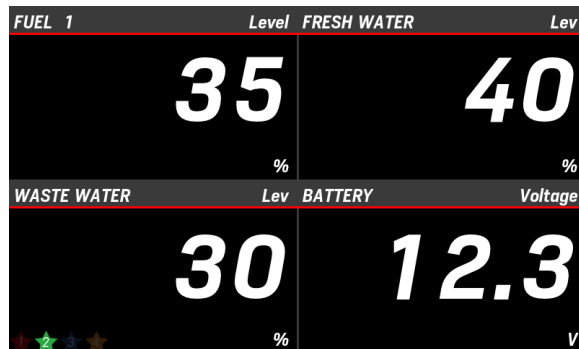 FUEL 1 Level
35
%
FRESH WATER Lev
40
%
WASTE WATER Lev
30
%
1 2 3
BATTERY Voltage
12.3
V